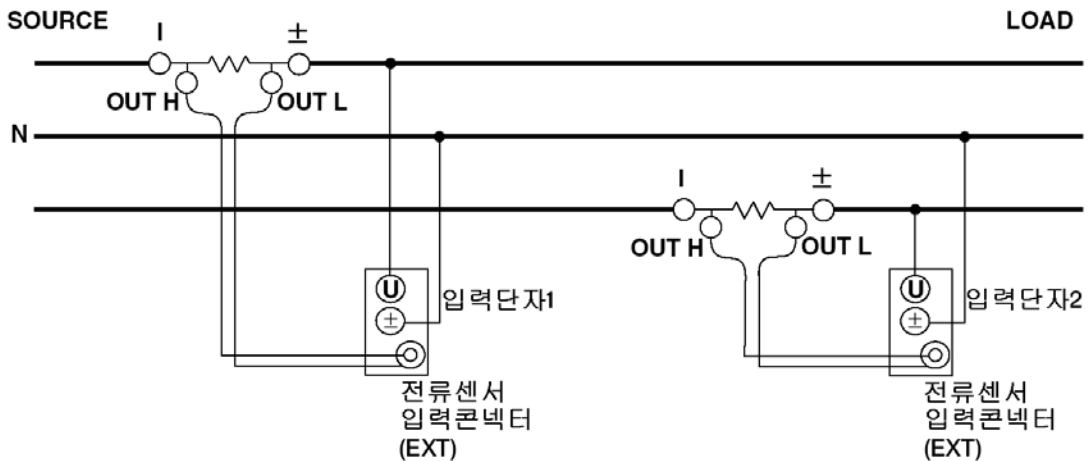 SOURCE
LOAD
I
±
OUT H
OUT L
N
I
±
OUT H
OUT L
U
±
입력단자1
전류센서
입력콘넥터
(EXT)
U
±
입력단자2
전류센서
입력콘넥터
(EXT)